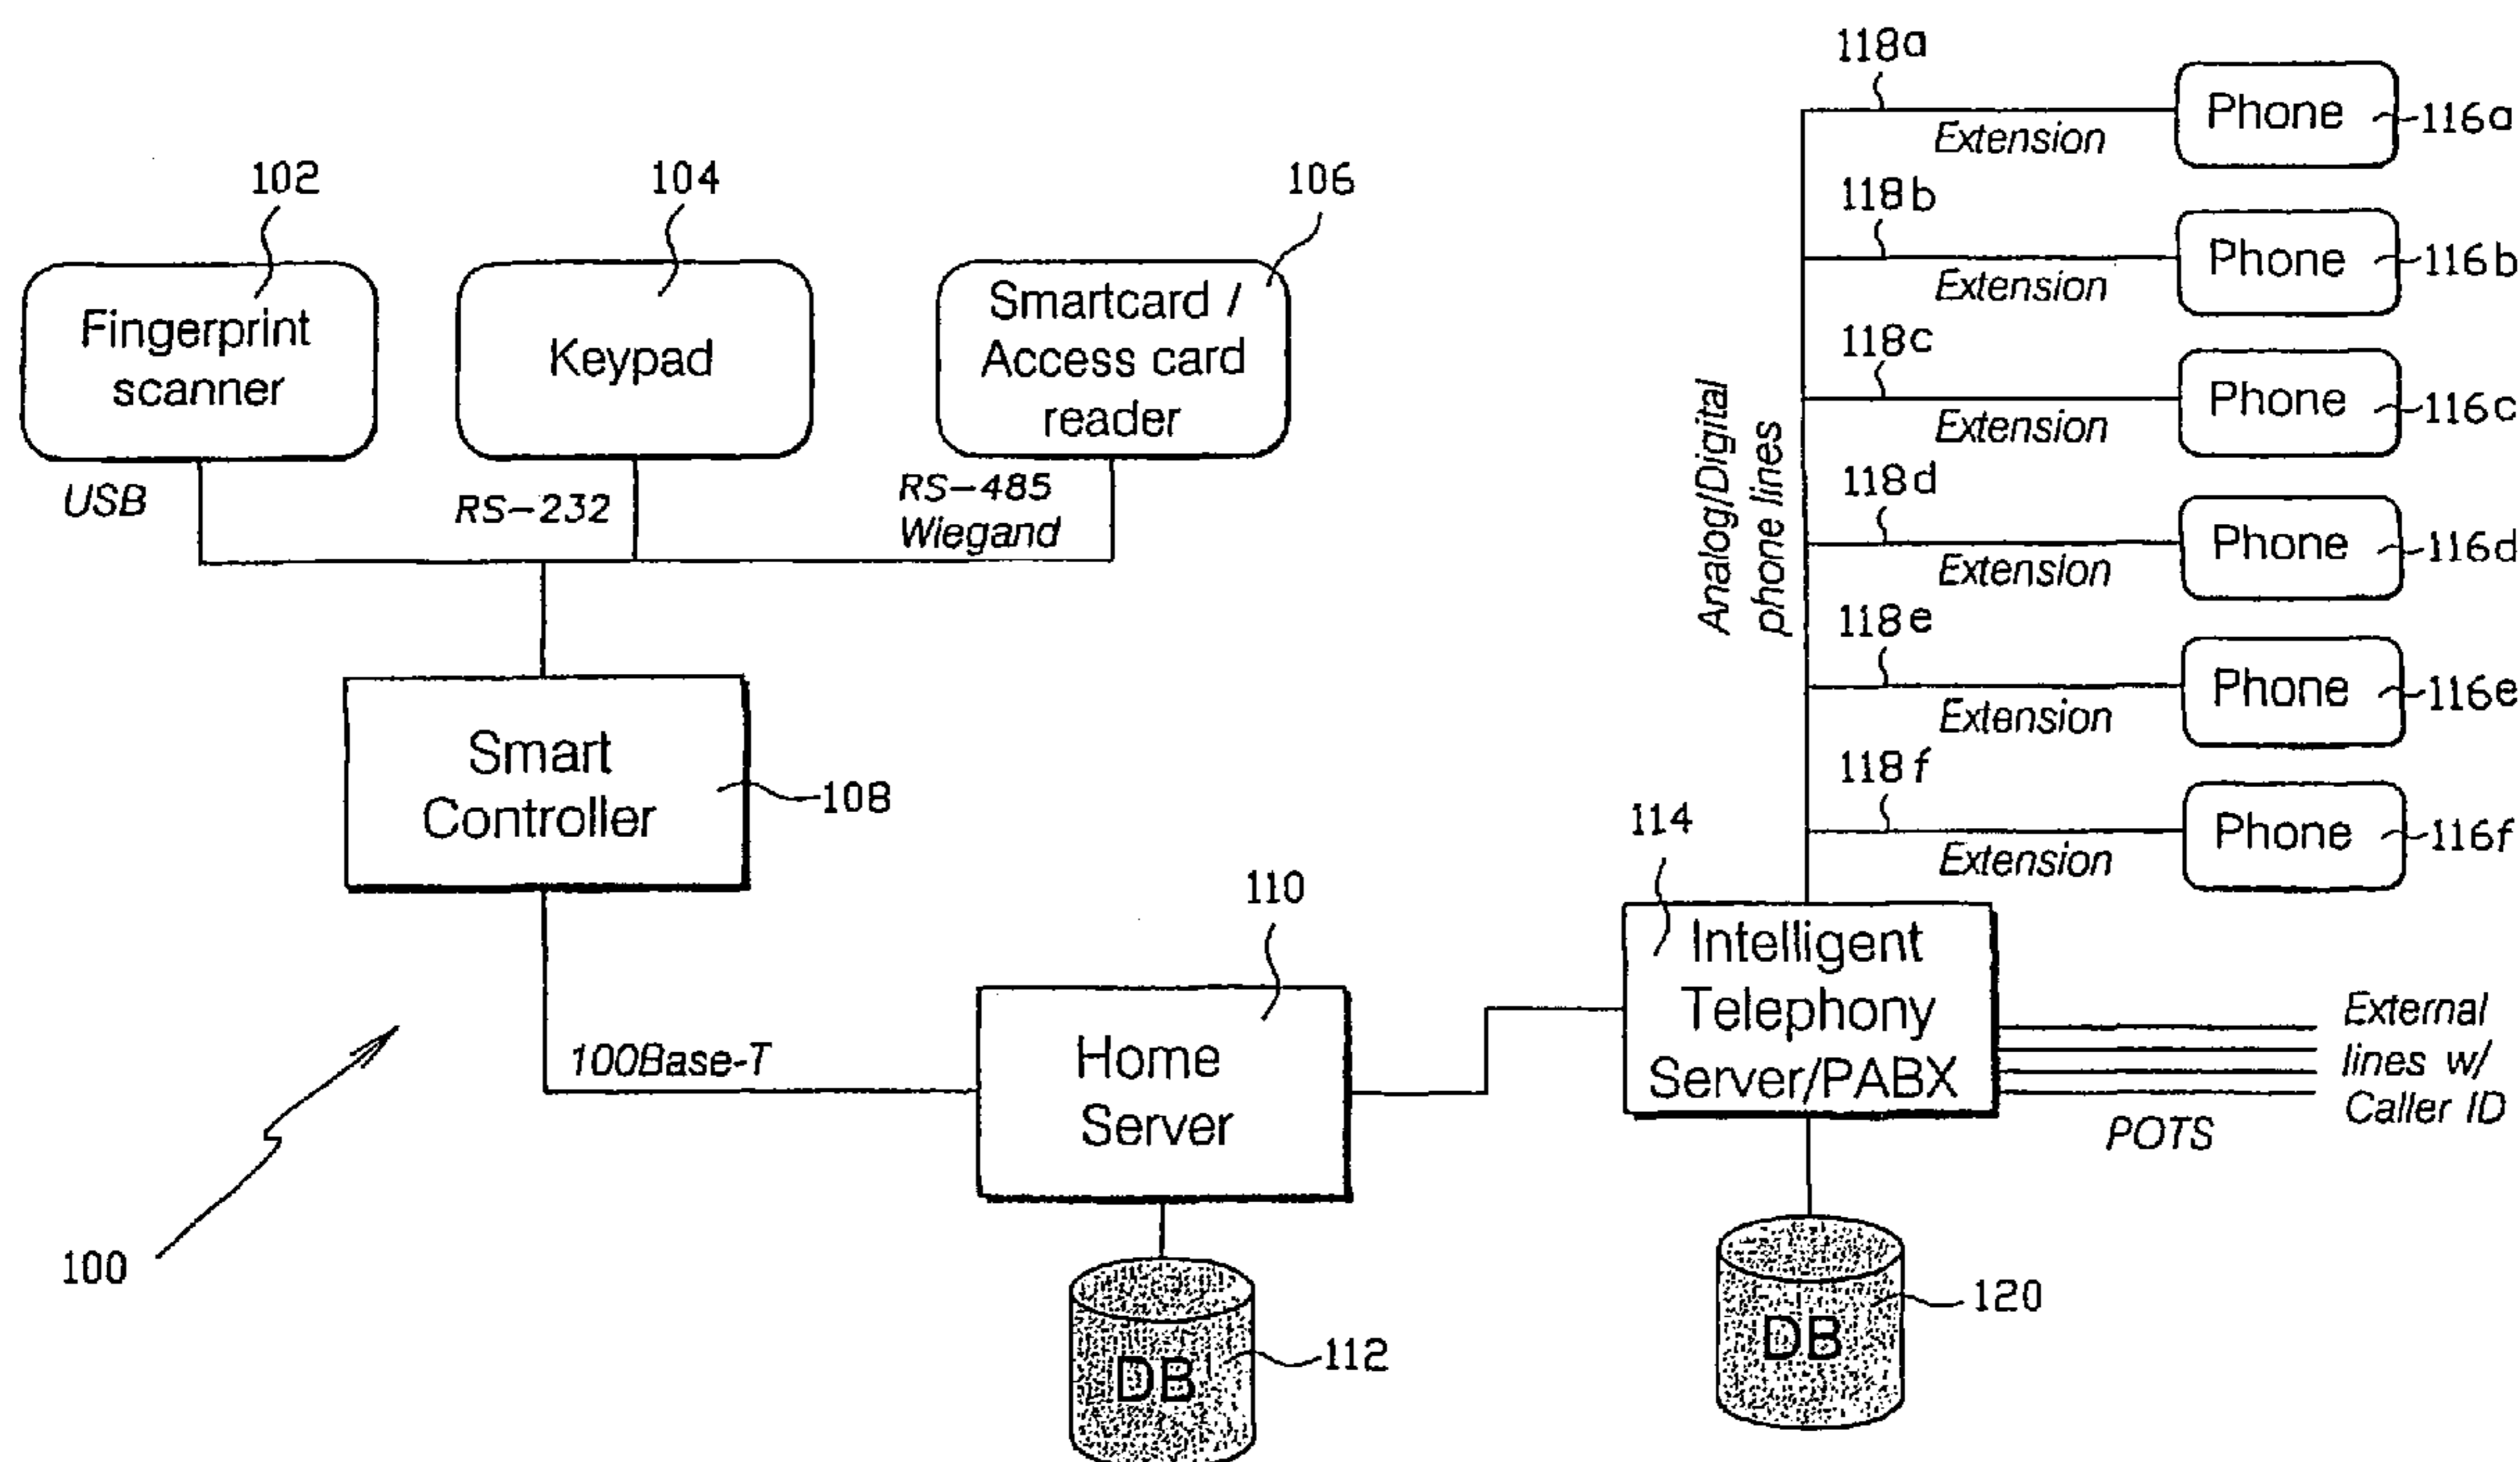 118a
Phone
116a
Extension
102
104
106
118b
Phone
116b
Extension
Fingerprint
scanner
Keypad
Smartcard /
Access card
reader
118c
Phone
116c
Extension
Analog/Digital
phone lines
USB
RS-232
RS-485
Wiegand
118d
Phone
116d
Extension
118e
Phone
116e
Extension
Smart
Controller
108
118f
Phone
116f
Extension
114
110
Intelligent
Telephony
Server/PABX
External
lines w/
Caller ID
POTS
100Base-T
Home
Server
100
DB
112
DB
120